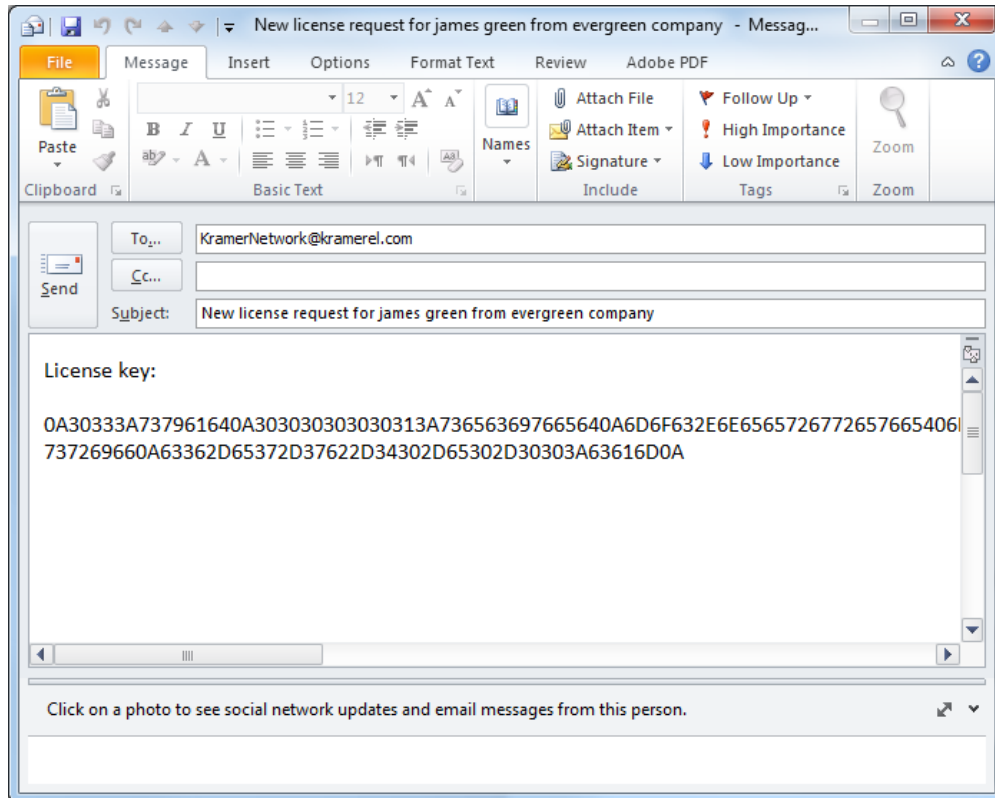 New license request for james green from evergreen company - Messag...
File Message Insert Options Format Text Review Adobe PDF
Paste
12
B I U
Names
Attach File
Attach Item
Signature
Follow Up
High Importance
Low Importance
Zoom
Clipboard Basic Text Include Tags Zoom
Send
To... KramerNetwork@kramerel.com
Cc...
Subject: New license request for james green from evergreen company
License key:
0A30333A737961640A303030303030313A736563697665640A6D6F632E6E65657267726577665406
737269660A63362D65372D37622D34302D65302D30303A63616D0A
Click on a photo to see social network updates and email messages from this person.